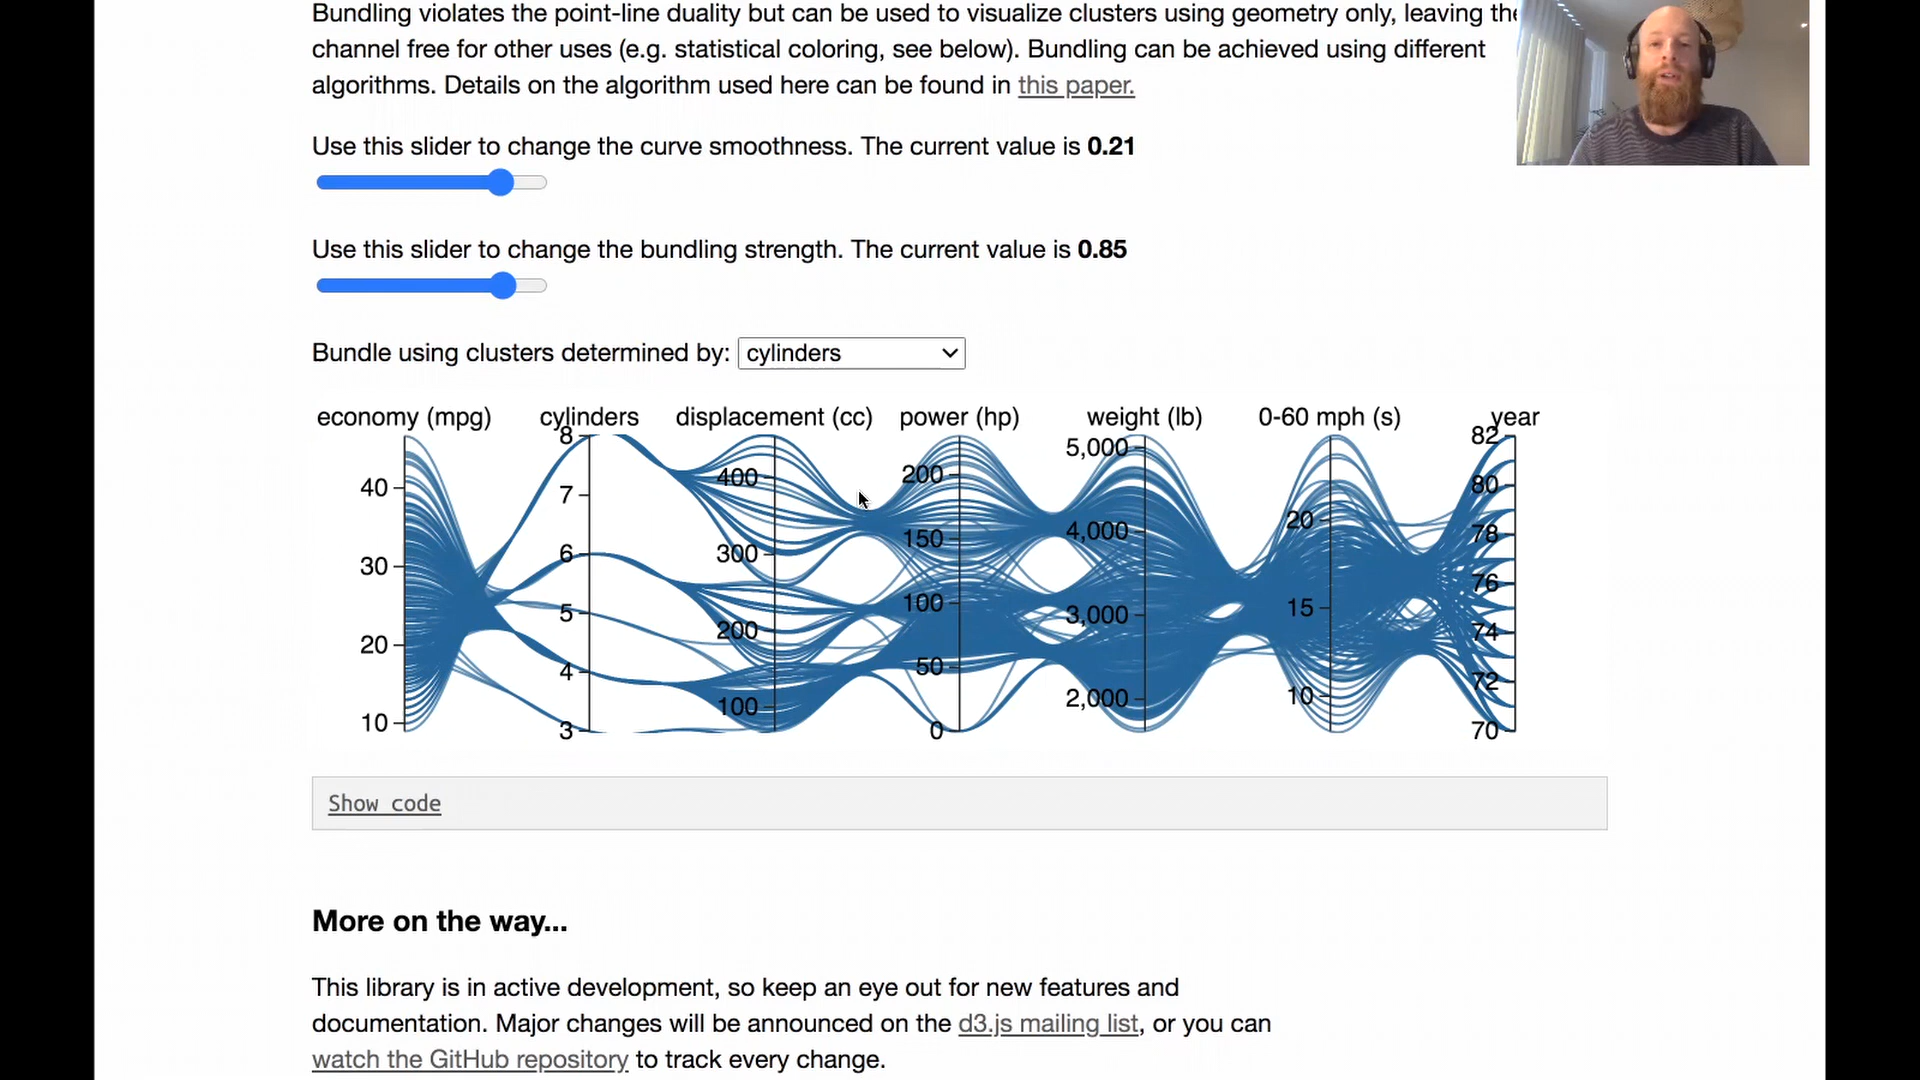 Bundling violates the point-line duality but can be used to visualize clusters using geometry only, leaving the
channel free for other uses (e.g. statistical coloring, see below). Bundling can be achieved using different
algorithms. Details on the algorithm used here can be found in this paper.
Use this slider to change the curve smoothness. The current value is 0.21
Use this slider to change the bundling strength. The current value is 0.85
Bundle using clusters determined by: cylinders
economy (mpg) cylinders displacement (cc) power (hp) weight (lb) 0-60 mph (s) year
40
30
20
10
8
7
6
5
4
3
400
300
200
100
200
150
100
50
0
5,000
4,000
3,000
2,000
20
15
10
82
80
78
76
74
72
70
Show code
More on the way...
This library is in active development, so keep an eye out for new features and
documentation. Major changes will be announced on the d3.js mailing list, or you can
watch the GitHub repository to track every change.